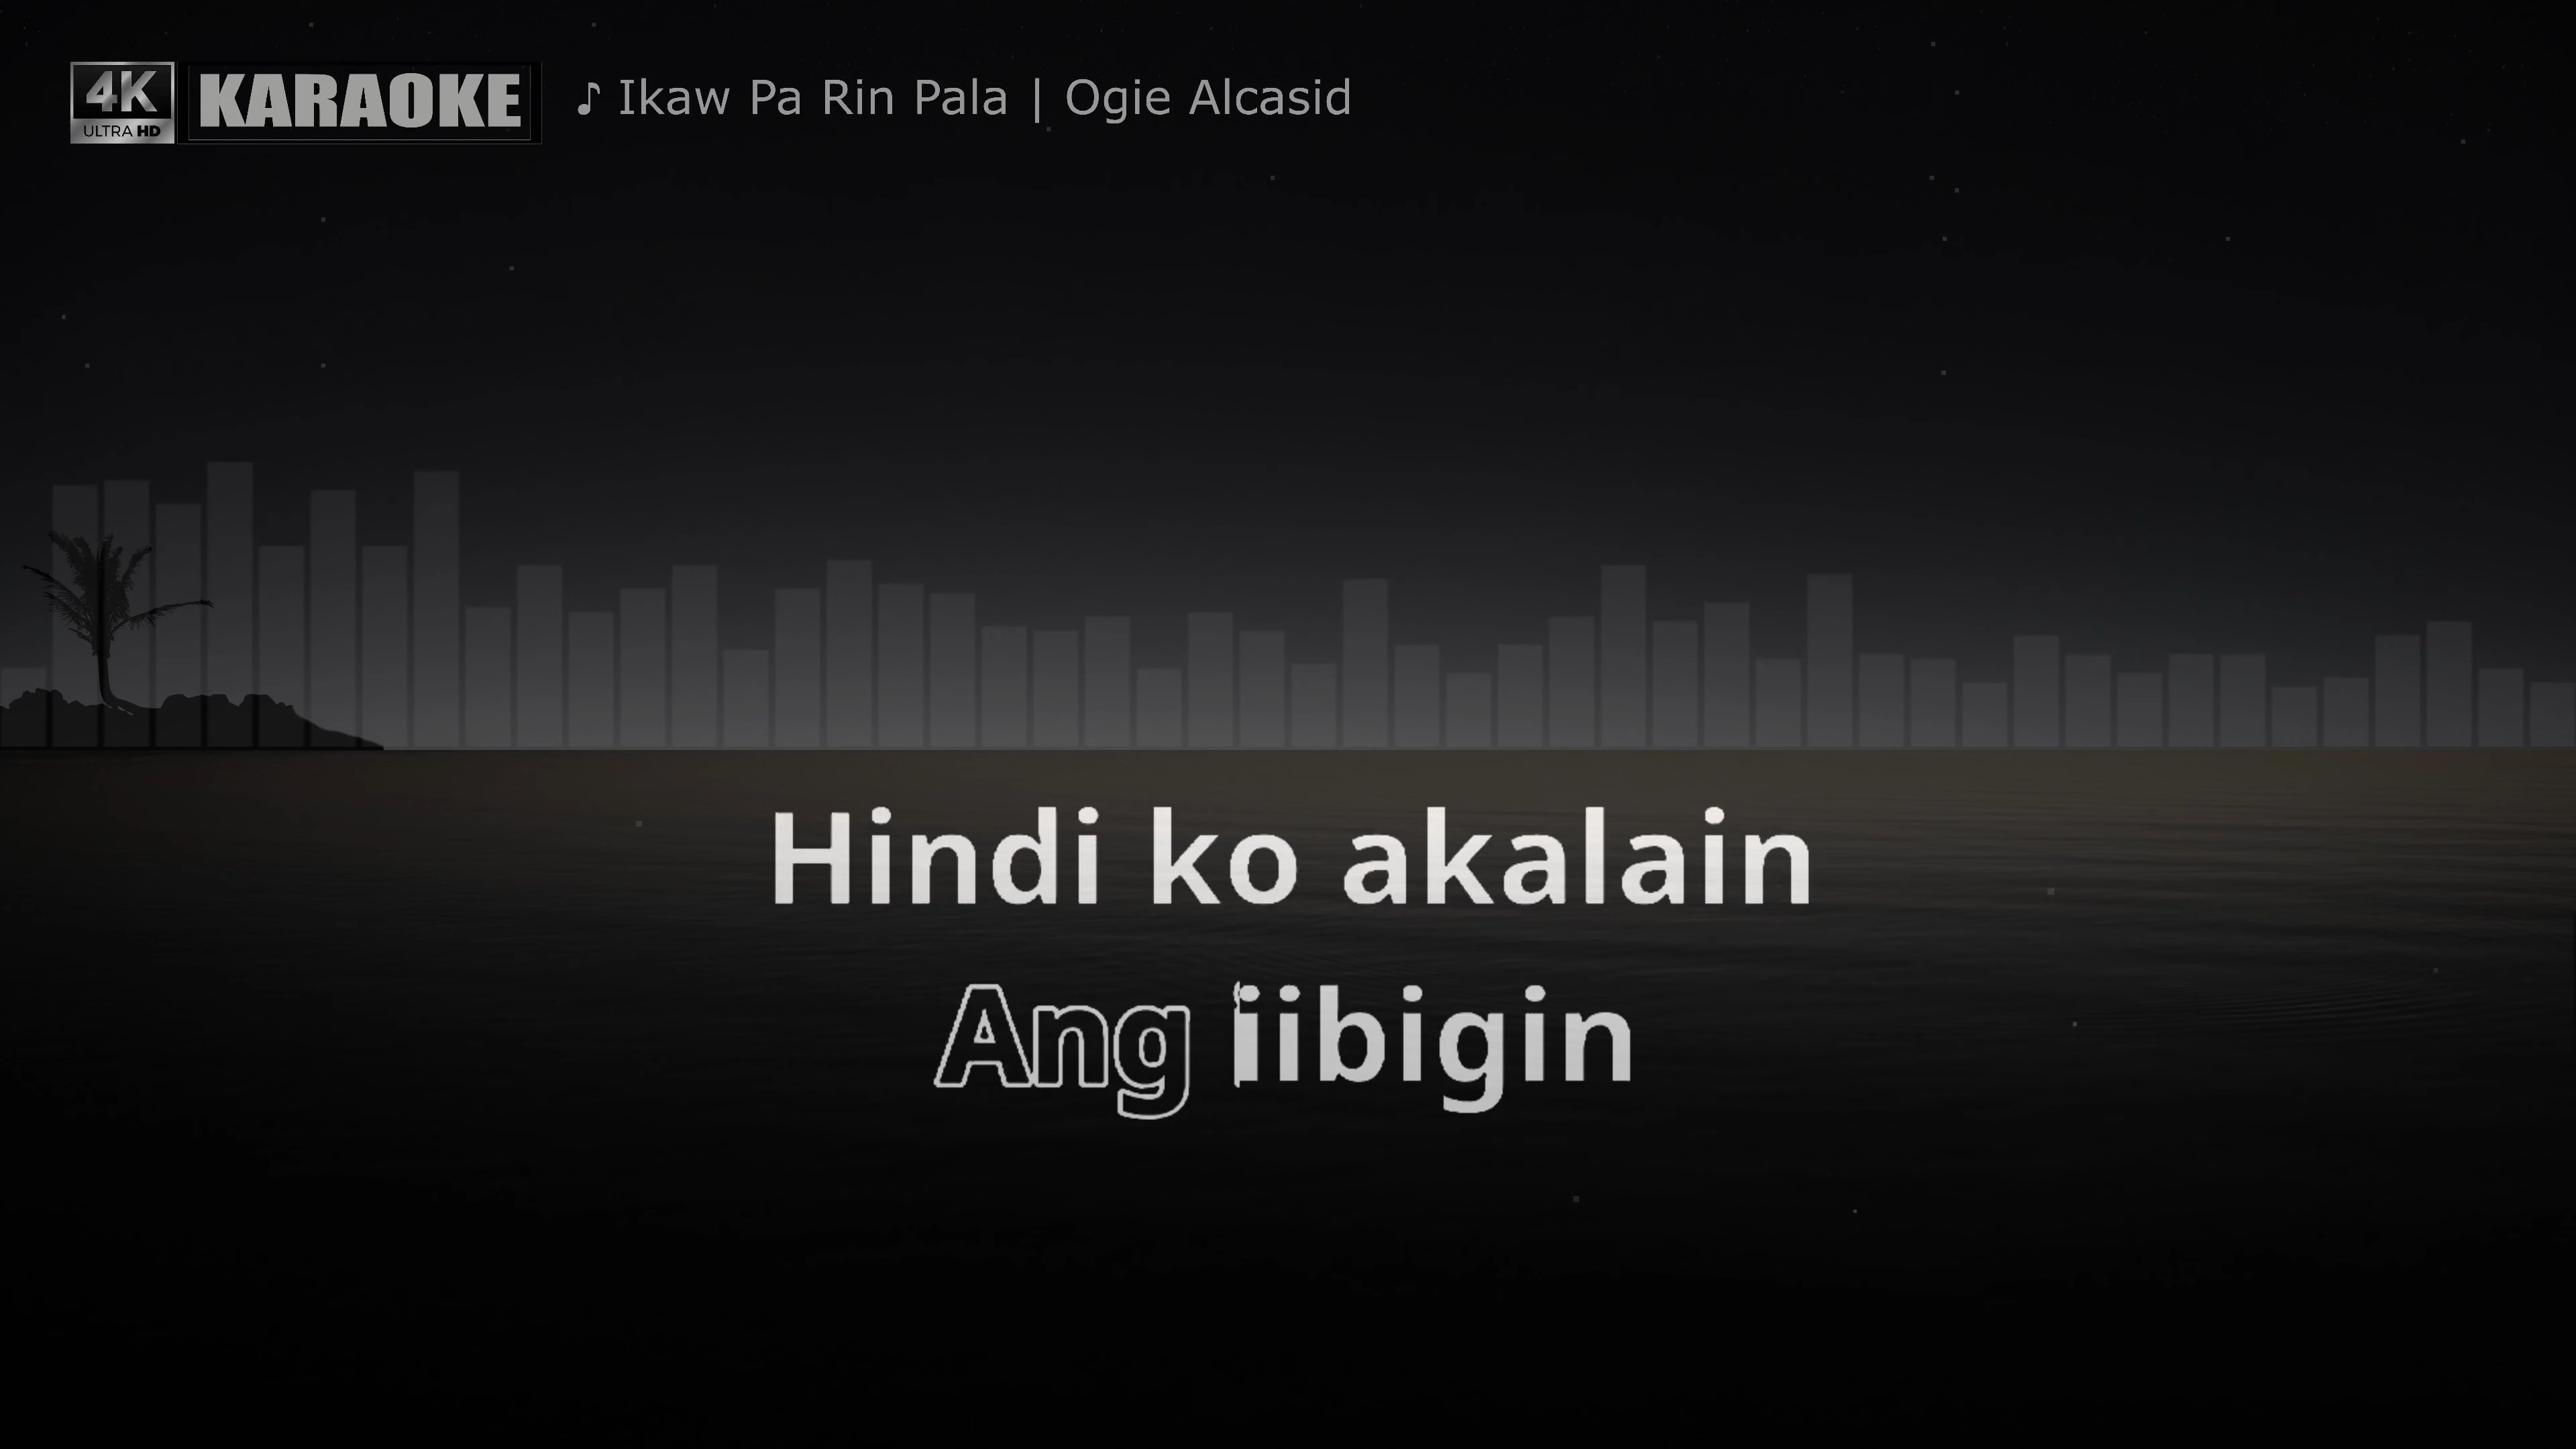 4K ULTRA HD KARAOKE ♪ Ikaw Pa Rin Pala | Ogie Alcasid
Hindi ko akalain
Ang iibigin